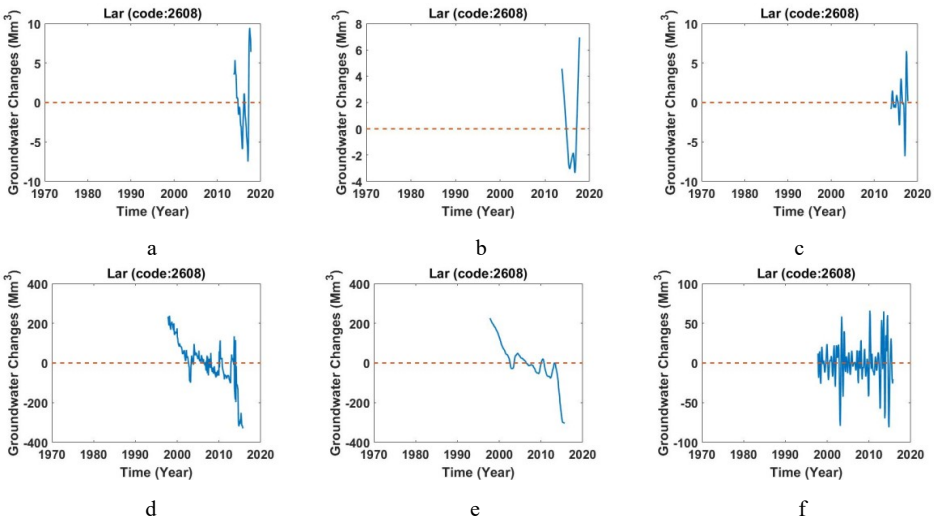 Lar (code:2608)
Groundwater Changes (Mm³)
10
5
0
-5
-10
1970 1980 1990 2000 2010 2020
Time (Year)
a
Lar (code:2608)
Groundwater Changes (Mm³)
8
6
4
2
0
-2
-4
1970 1980 1990 2000 2010 2020
Time (Year)
b
Lar (code:2608)
Groundwater Changes (Mm³)
10
5
0
-5
-10
1970 1980 1990 2000 2010 2020
Time (Year)
c
Lar (code:2608)
Groundwater Changes (Mm³)
400
200
0
-200
-400
1970 1980 1990 2000 2010 2020
Time (Year)
d
Lar (code:2608)
Groundwater Changes (Mm³)
400
200
0
-200
-400
1970 1980 1990 2000 2010 2020
Time (Year)
e
Lar (code:2608)
Groundwater Changes (Mm³)
100
50
0
-50
-100
1970 1980 1990 2000 2010 2020
Time (Year)
f